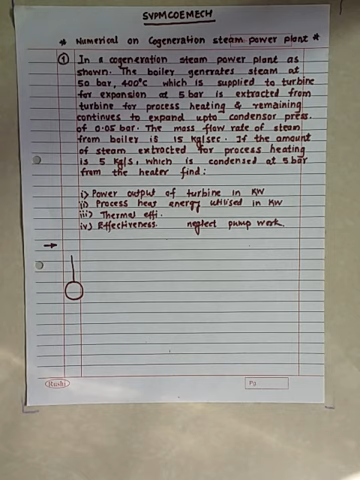 SVPMCOEMECH
* Numerical on Cogeneration steam power plant *
① In a cogeneration steam power plant as
shown. The boiler generates steam at
50 bar, 400°C which is supplied to turbine
for expansion at 5 bar is extracted from
turbine for process heating & remaining
continues to expand upto condensor press.
of 0.05 bar. The mass flow rate of steam
from boiler is 15 kg/sec. If the amount
of steam extracted for process heating
is 5 kg/s, which is condensed at 5 bar
from the heater find:
i) Power output of turbine in KW
ii) Process heat energy utilised in KW
iii) Thermal effi.
iv) Effectiveness. neglect pump work.
→
Rushi
Pg